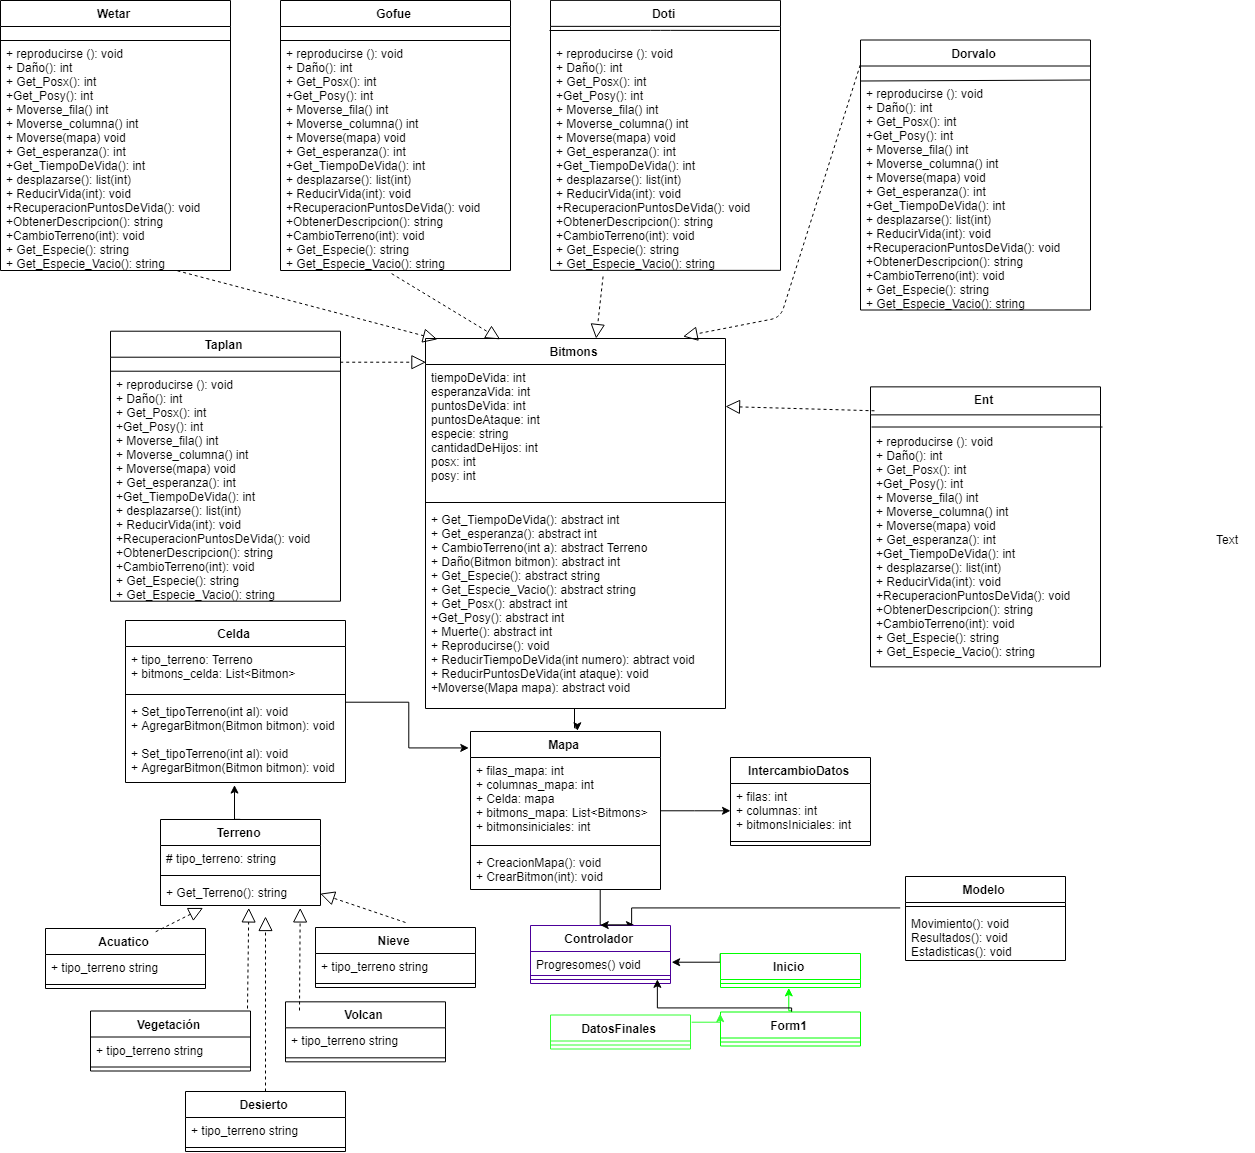 Wetar
+ reproducirse (): void
+ Daño(): int
+ Get_Posx(): int
+Get_Posy(): int
+ Moverse_fila() int
+ Moverse_columna() int
+ Moverse(mapa) void
+ Get_esperanza(): int
+Get_TiempoDeVida(): int
+ desplazarse(): list(int)
+ ReducirVida(int): void
+RecuperacionPuntosDeVida(): void
+ObtenerDescripcion(): string
+CambioTerreno(int): void
+ Get_Especie(): string
+ Get_Especie_Vacio(): string
Gofue
+ reproducirse (): void
+ Daño(): int
+ Get_Posx(): int
+Get_Posy(): int
+ Moverse_fila() int
+ Moverse_columna() int
+ Moverse(mapa) void
+ Get_esperanza(): int
+Get_TiempoDeVida(): int
+ desplazarse(): list(int)
+ ReducirVida(int): void
+RecuperacionPuntosDeVida(): void
+ObtenerDescripcion(): string
+CambioTerreno(int): void
+ Get_Especie(): string
+ Get_Especie_Vacio(): string
Doti
+ reproducirse (): void
+ Daño(): int
+ Get_Posx(): int
+Get_Posy(): int
+ Moverse_fila() int
+ Moverse_columna() int
+ Moverse(mapa) void
+ Get_esperanza(): int
+Get_TiempoDeVida(): int
+ desplazarse(): list(int)
+ ReducirVida(int): void
+RecuperacionPuntosDeVida(): void
+ObtenerDescripcion(): string
+CambioTerreno(int): void
+ Get_Especie(): string
+ Get_Especie_Vacio(): string
Dorvalo
+ reproducirse (): void
+ Daño(): int
+ Get_Posx(): int
+Get_Posy(): int
+ Moverse_fila() int
+ Moverse_columna() int
+ Moverse(mapa) void
+ Get_esperanza(): int
+Get_TiempoDeVida(): int
+ desplazarse(): list(int)
+ ReducirVida(int): void
+RecuperacionPuntosDeVida(): void
+ObtenerDescripcion(): string
+CambioTerreno(int): void
+ Get_Especie(): string
+ Get_Especie_Vacio(): string
Taplan
+ reproducirse (): void
+ Daño(): int
+ Get_Posx(): int
+Get_Posy(): int
+ Moverse_fila() int
+ Moverse_columna() int
+ Moverse(mapa) void
+ Get_esperanza(): int
+Get_TiempoDeVida(): int
+ desplazarse(): list(int)
+ ReducirVida(int): void
+RecuperacionPuntosDeVida(): void
+ObtenerDescripcion(): string
+CambioTerreno(int): void
+ Get_Especie(): string
+ Get_Especie_Vacio(): string
Bitmons
tiempoDeVida: int
esperanzaVida: int
puntosDeVida: int
puntosDeAtaque: int
especie: string
cantidadDeHijos: int
posx: int
posy: int
+ Get_TiempoDeVida(): abstract int
+ Get_esperanza(): abstract int
+ CambioTerreno(int a): abstract Terreno
+ Daño(Bitmon bitmon): abstract int
+ Get_Especie(): abstract string
+ Get_Especie_Vacio(): abstract string
+ Get_Posx(): abstract int
+Get_Posy(): abstract int
+ Muerte(): abstract int
+ Reproducirse(): void
+ ReducirTiempoDeVida(int numero): abtract void
+ ReducirPuntosDeVida(int ataque): void
+Moverse(Mapa mapa): abstract void
Ent
+ reproducirse (): void
+ Daño(): int
+ Get_Posx(): int
+Get_Posy(): int
+ Moverse_fila() int
+ Moverse_columna() int
+ Moverse(mapa) void
+ Get_esperanza(): int
+Get_TiempoDeVida(): int
+ desplazarse(): list(int)
+ ReducirVida(int): void
+RecuperacionPuntosDeVida(): void
+ObtenerDescripcion(): string
+CambioTerreno(int): void
+ Get_Especie(): string
+ Get_Especie_Vacio(): string
Text
Celda
+ tipo_terreno: Terreno
+ bitmons_celda: List<Bitmon>
+ Set_tipoTerreno(int al): void
+ AgregarBitmon(Bitmon bitmon): void
+ Set_tipoTerreno(int al): void
+ AgregarBitmon(Bitmon bitmon): void
Mapa
+ filas_mapa: int
+ columnas_mapa: int
+ Celda: mapa
+ bitmons_mapa: List<Bitmons>
+ bitmonsiniciales: int
+ CreacionMapa(): void
+ CrearBitmon(int): void
IntercambioDatos
+ filas: int
+ columnas: int
+ bitmonsIniciales: int
Terreno
# tipo_terreno: string
+ Get_Terreno(): string
Modelo
Movimiento(): void
Resultados(): void
Estadisticas(): void
Acuatico
+ tipo_terreno string
Nieve
+ tipo_terreno string
Controlador
Progresomes() void
Inicio
Vegetación
+ tipo_terreno string
Volcan
+ tipo_terreno string
DatosFinales
Form1
Desierto
+ tipo_terreno string